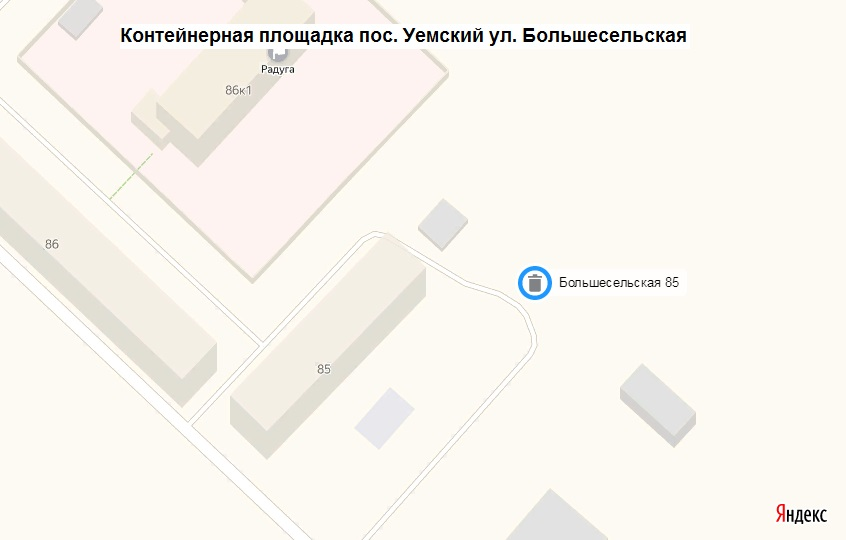 Контейнерная площадка пос. Уемский ул. Большесельская
Радуга
86к1
86
Большесельская 85
85
Яндекс